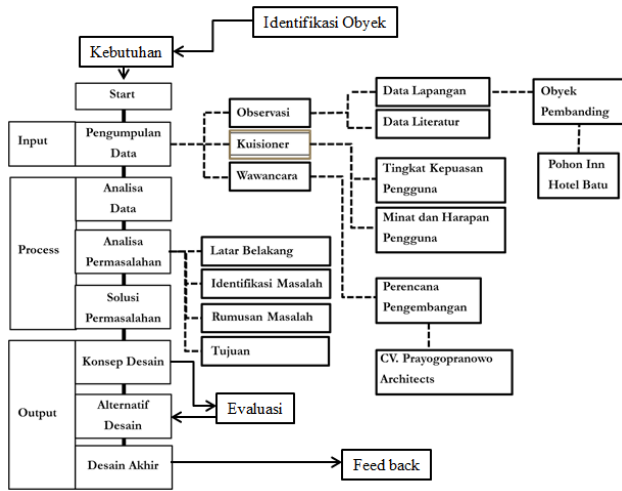 Identifikasi Obyek
Kebutuhan
Start
Input
Pengumpulan
Data
Observasi
Kuisioner
Wawancara
Data Lapangan
Data Literatur
Obyek
Pembanding
Pohon Inn
Hotel Batu
Tingkat Kepuasan
Pengguna
Minat dan Harapan
Pengguna
Process
Analisa
Data
Analisa
Permasalahan
Solusi
Permasalahan
Latar Belakang
Identifikasi Masalah
Rumusan Masalah
Tujuan
Perencana
Pengembangan
CV. Prayogopranowo
Architects
Output
Konsep Desain
Alternatif
Desain
Desain Akhir
Evaluasi
Feed back